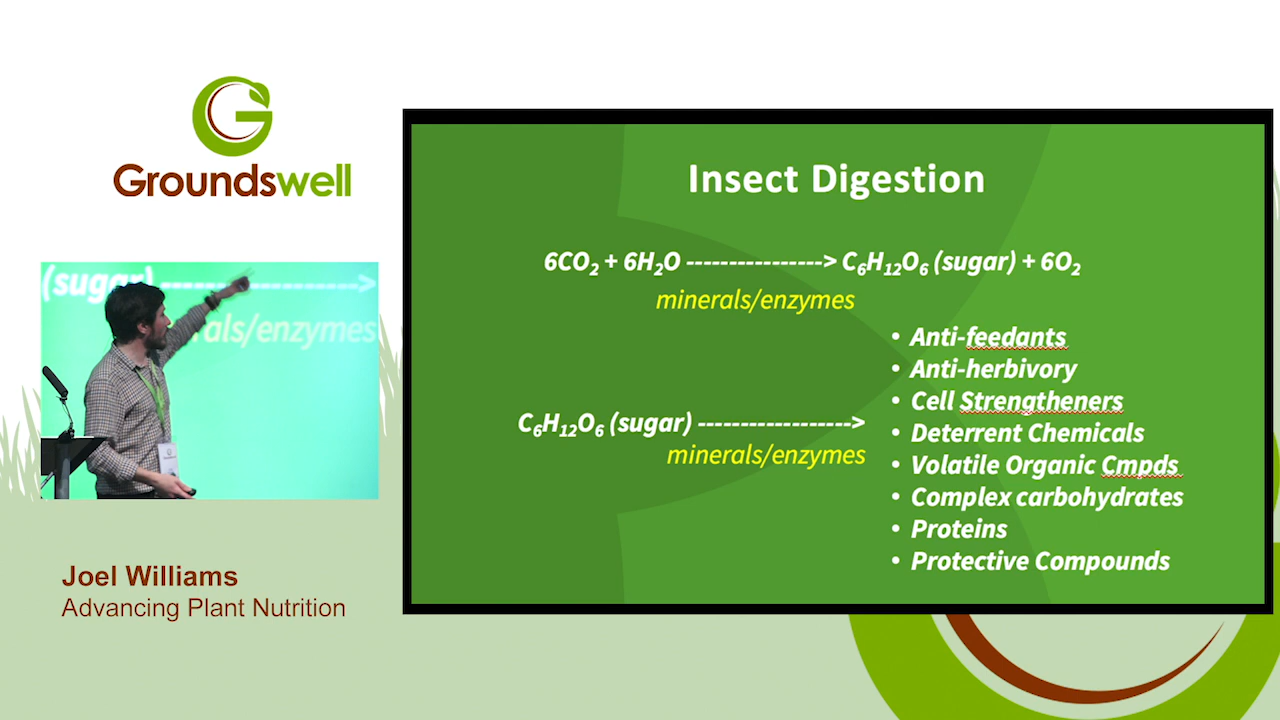 Groundswell
(sugar) ------------------>
rals/enzymes
Joel Williams
Advancing Plant Nutrition
Insect Digestion
6CO₂ + 6H₂O ----------------> C₆H₁₂O₆ (sugar) + 6O₂
minerals/enzymes
C₆H₁₂O₆ (sugar) ------------------>
minerals/enzymes
• Anti-feedants
• Anti-herbivory
• Cell Strengtheners
• Deterrent Chemicals
• Volatile Organic Cmpds
• Complex carbohydrates
• Proteins
• Protective Compounds